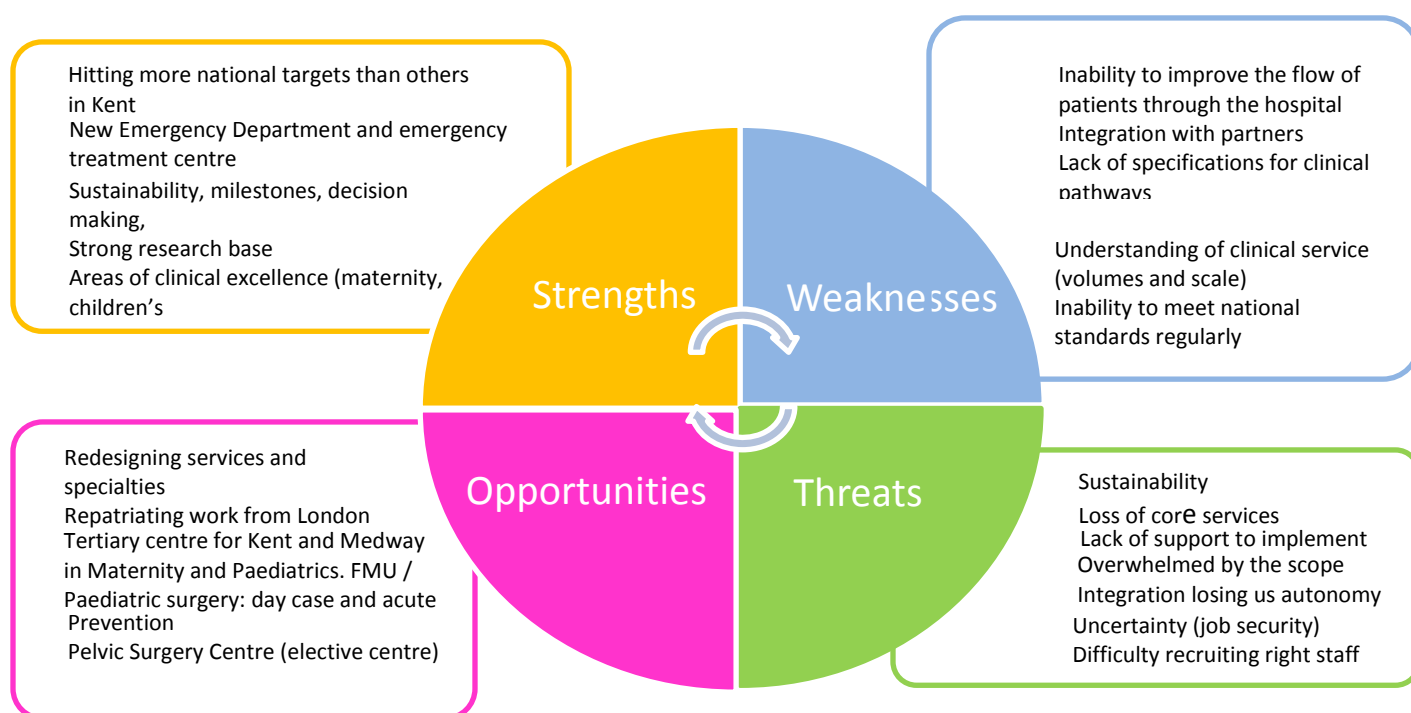 Hitting more national targets than others
in Kent
New Emergency Department and emergency
treatment centre
Sustainability, milestones, decision
making,
Strong research base
Areas of clinical excellence (maternity,
children's
Inability to improve the flow of
patients through the hospital
Integration with partners
Lack of specifications for clinical
pathways
Understanding of clinical service
(volumes and scale)
Inability to meet national
standards regularly
Strengths
Weaknesses
Opportunities
Threats
Redesigning services and
specialties
Repatriating work from London
Tertiary centre for Kent and Medway
in Maternity and Paediatrics. FMU /
Paediatric surgery: day case and acute
Prevention
Pelvic Surgery Centre (elective centre)
Sustainability
Loss of core services
Lack of support to implement
Overwhelmed by the scope
Integration losing us autonomy
Uncertainty (job security)
Difficulty recruiting right staff